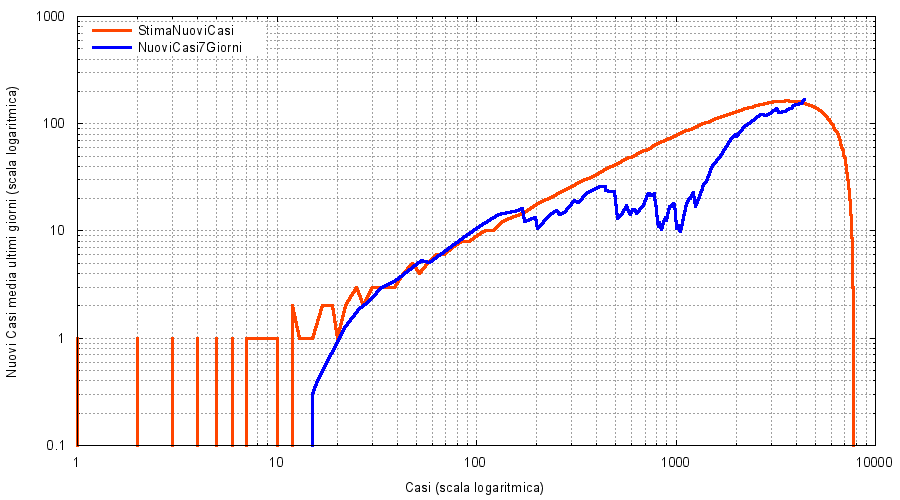 1000
StimaNuoviCasi
NuoviCasi7Giorni
100
10
1
0.1
1 10 100 1000 10000
Nuovi Casi media ultimi giorni (scala logaritmica)
Casi (scala logaritmica)